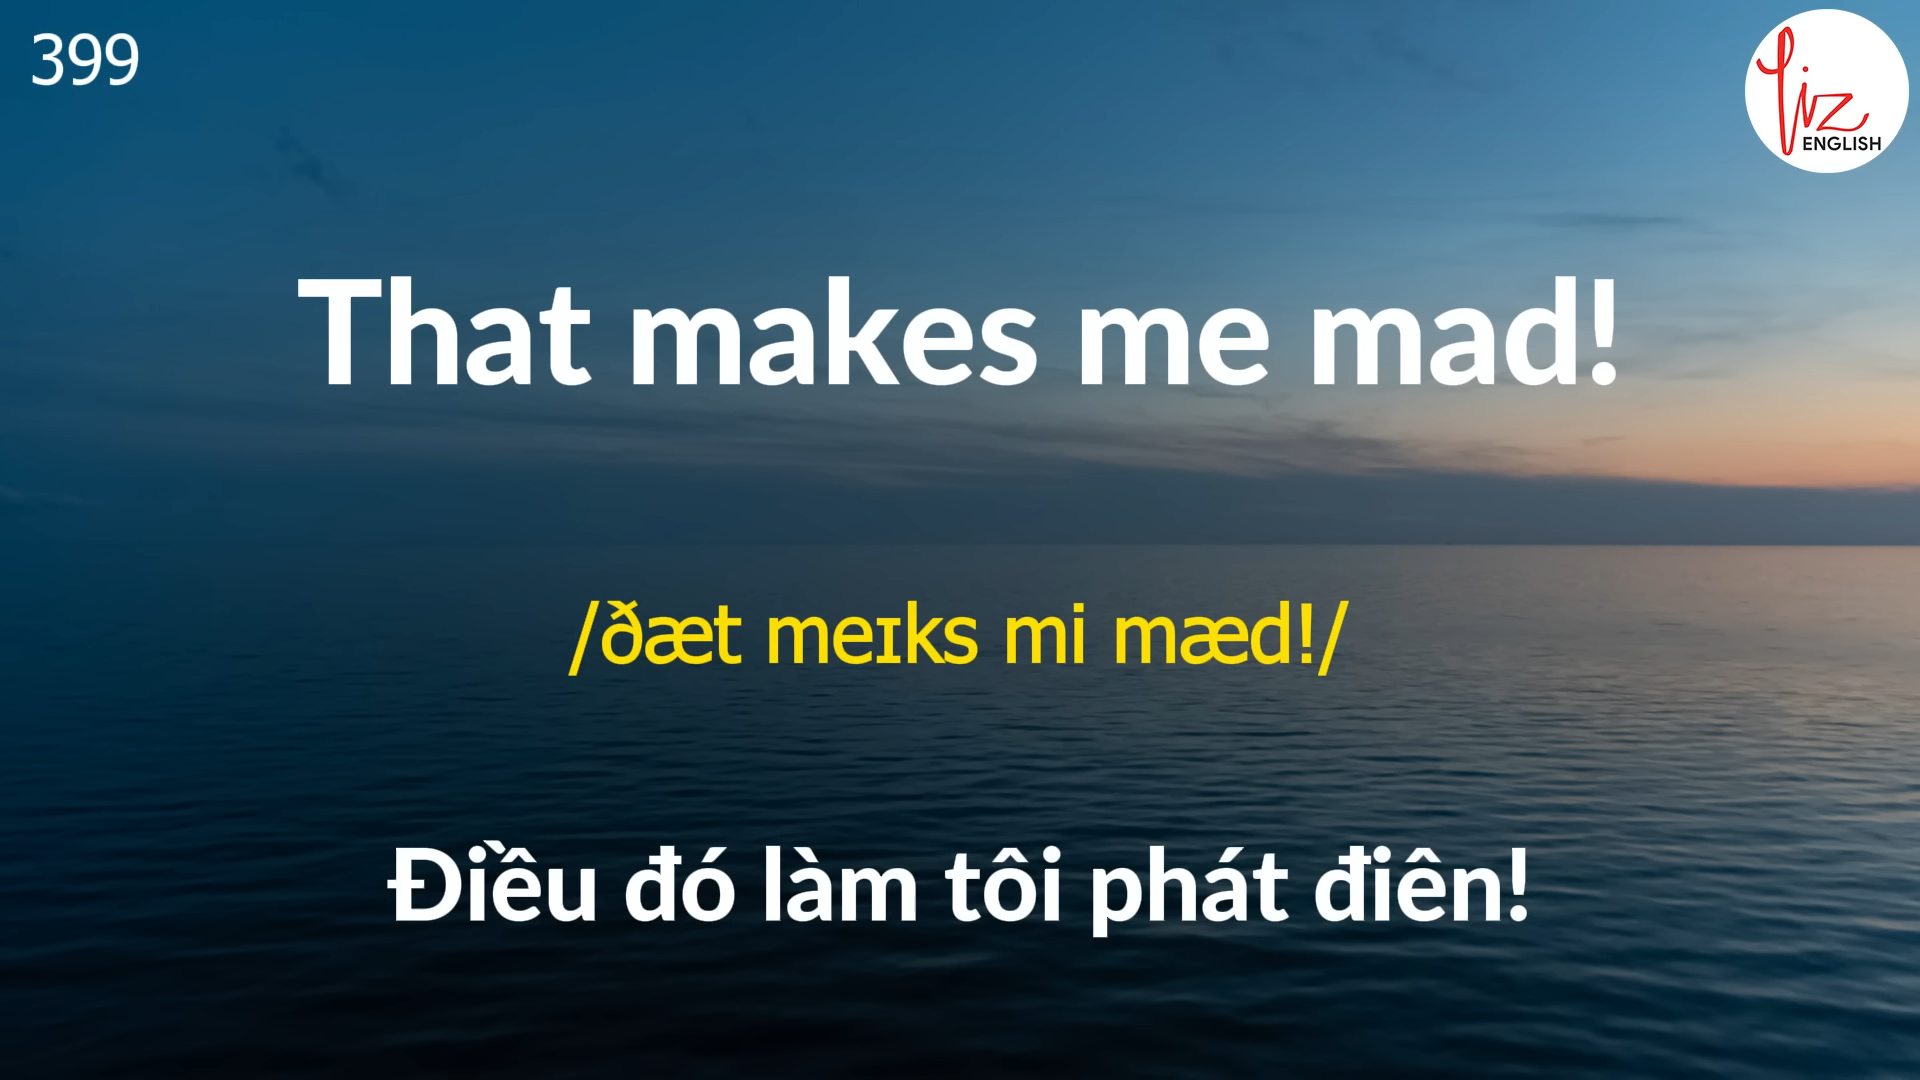 399
Liz
ENGLISH
That makes me mad!
/ðæt meɪks mi mæd!/
Điều đó làm tôi phát điên!